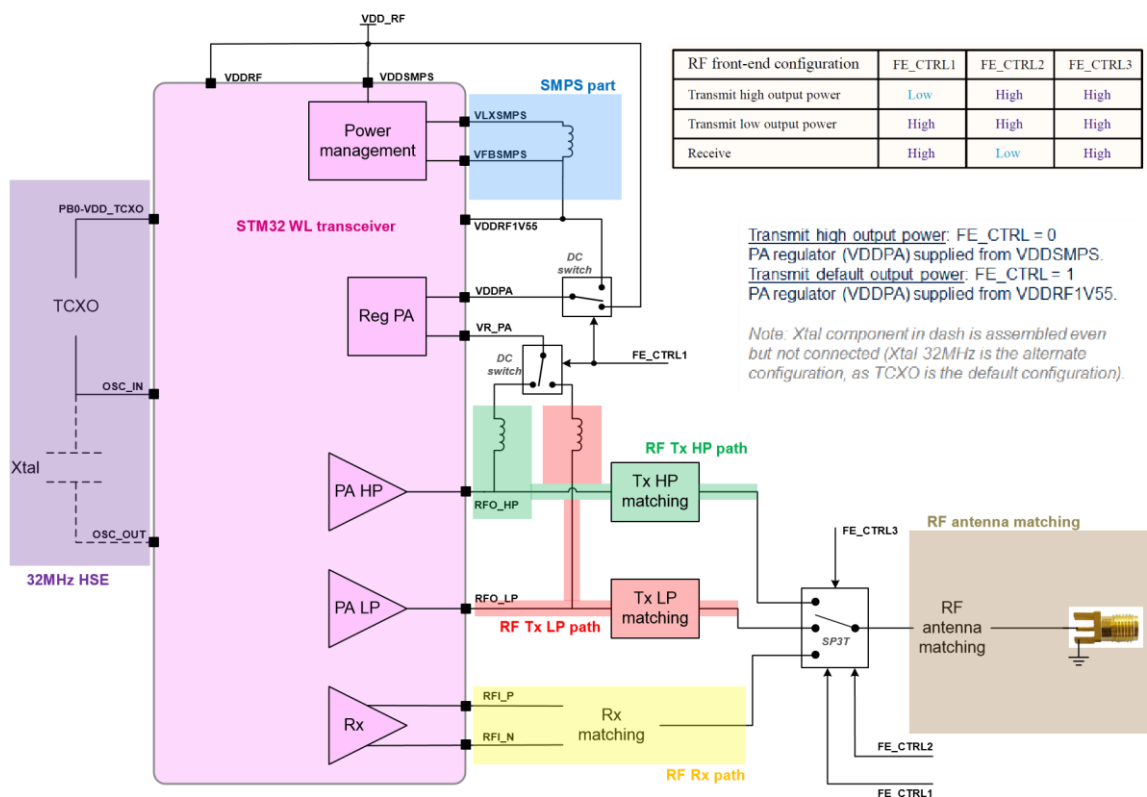 VDD_RF
VDDRF
VDDSMPS
SMPS part
Power
management
VLXSMPS
VFBSMPS
RF front-end configuration FE_CTRL1 FE_CTRL2 FE_CTRL3
Transmit high output power Low High High
Transmit low output power High High High
Receive High Low High
PB0-VDD_TCXO
STM32 WL transceiver
VDDRF1V55
Transmit high output power: FE_CTRL = 0
PA regulator (VDDPA) supplied from VDDSMPS.
Transmit default output power: FE_CTRL = 1
PA regulator (VDDPA) supplied from VDDRF1V55.
Note: Xtal component in dash is assembled even
but not connected (Xtal 32MHz is the alternate
configuration, as TCXO is the default configuration).
DC
switch
TCXO
Reg PA
VDDPA
VR_PA
DC
switch
FE_CTRL1
OSC_IN
Xtal
OSC_OUT
32MHz HSE
RF Tx HP path
PA HP
RFO_HP
Tx HP
matching
FE_CTRL3
RF antenna matching
PA LP
RFO_LP
RF Tx LP path
Tx LP
matching
SP3T
RF
antenna
matching
Rx
RFI_P
RFI_N
Rx
matching
RF Rx path
FE_CTRL2
FE_CTRL1